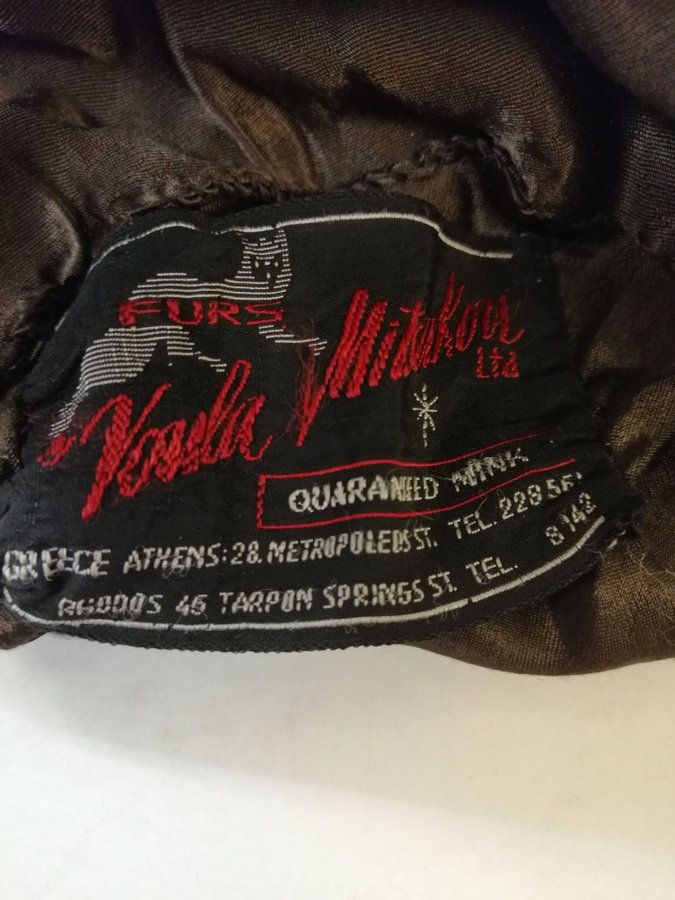 FURS
Voula Mitakou
Ltd
QUARANEED MINK
GREECE ATHENS: 28. METROPOLEOS ST. TEL. 228.56
RHODOS 46 TARPON SPRINGS ST. TEL. 8142